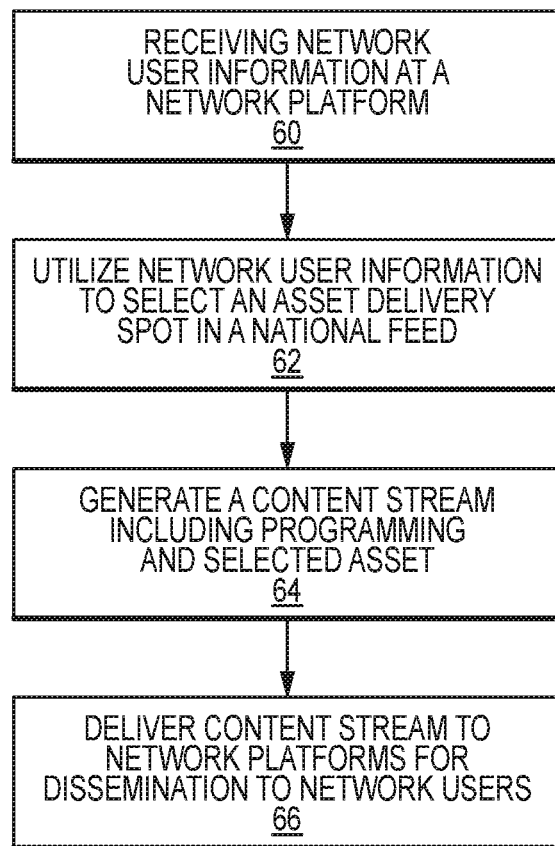 RECEIVING NETWORK
USER INFORMATION AT A
NETWORK PLATFORM
60
UTILIZE NETWORK USER INFORMATION
TO SELECT AN ASSET DELIVERY
SPOT IN A NATIONAL FEED
62
GENERATE A CONTENT STREAM
INCLUDING PROGRAMMING
AND SELECTED ASSET
64
DELIVER CONTENT STREAM TO
NETWORK PLATFORMS FOR
DISSEMINATION TO NETWORK USERS
66